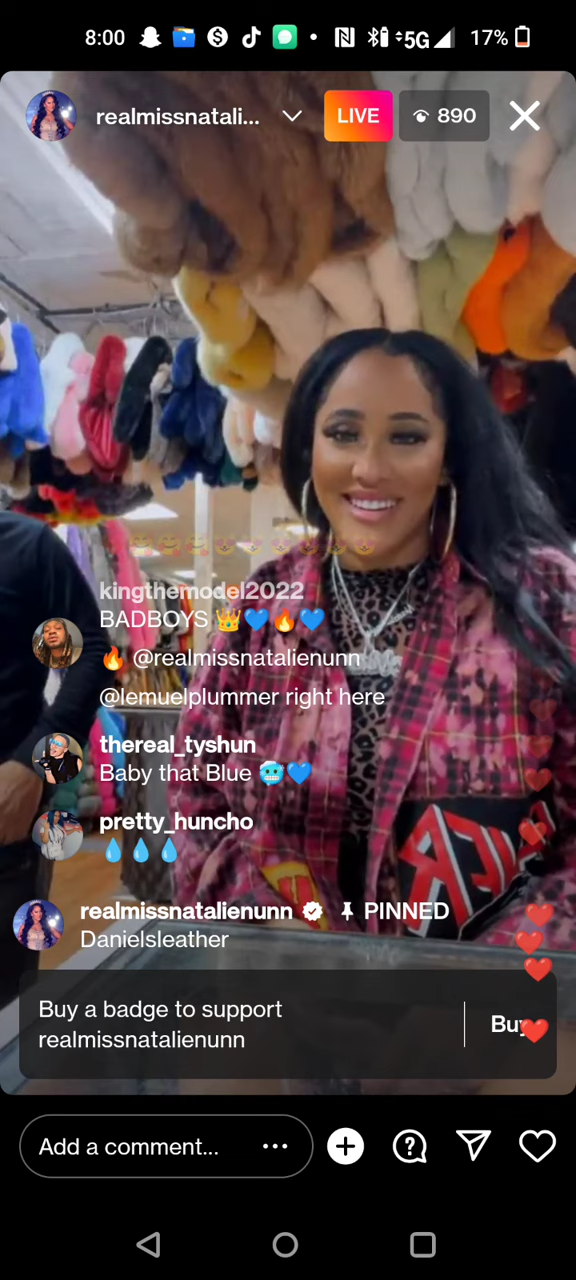 8:00
5G
17%
realmissnatali...
LIVE
890
kingthemodel2022
BADBOYS 👑💙🔥💙
🔥 @realmissnatalienunn
@lemuelplummer right here
thereal_tyshun
Baby that Blue 🥶💙
pretty_huncho
💧💧💧
realmissnatalienunn PINNED
Danielsleather
Buy a badge to support
realmissnatalienunn
Buy
Add a comment...